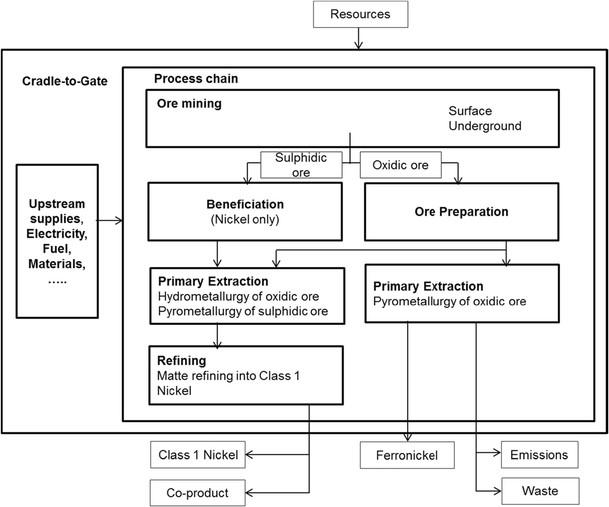 Resources
Cradle-to-Gate
Process chain
Ore mining
Surface
Underground
Sulphidic
ore
Oxidic ore
Upstream
supplies,
Electricity,
Fuel,
Materials,
…..
Beneficiation
(Nickel only)
Ore Preparation
Primary Extraction
Hydrometallurgy of oxidic ore
Pyrometallurgy of sulphidic ore
Primary Extraction
Pyrometallurgy of oxidic ore
Refining
Matte refining into Class 1
Nickel
Class 1 Nickel
Ferronickel
Emissions
Co-product
Waste